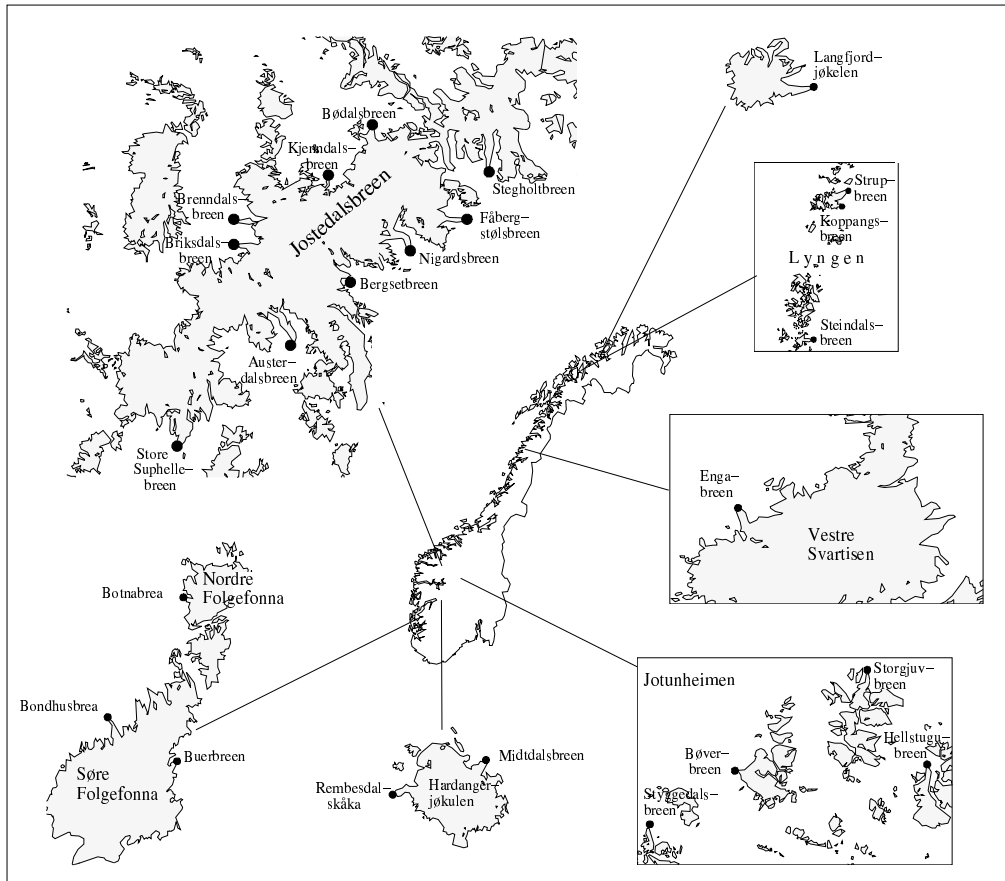 Langfjord–
jøkelen
Bødalsbreen
Kjenndals–
breen
Stegholtbreen
Jostedalsbreen
Brenndals–
breen
Fåberg–
stølsbreen
Briksdals–
breen
Nigardsbreen
Bergsetbreen
Auster–
dalsbreen
Store
Suphelle–
breen
Strup–
breen
Koppangs–
breen
Lyngen
Steindals–
breen
Enga–
breen
Vestre
Svartisen
Nordre
Folgefonna
Botnabrea
Bondhusbrea
Buerbreen
Søre
Folgefonna
Midtdalsbreen
Rembesdal–
skåka
Hardanger–
jøkulen
Jotunheimen
Storgjuv–
breen
Hellstugu–
breen
Bøver–
breen
Styggedals–
breen